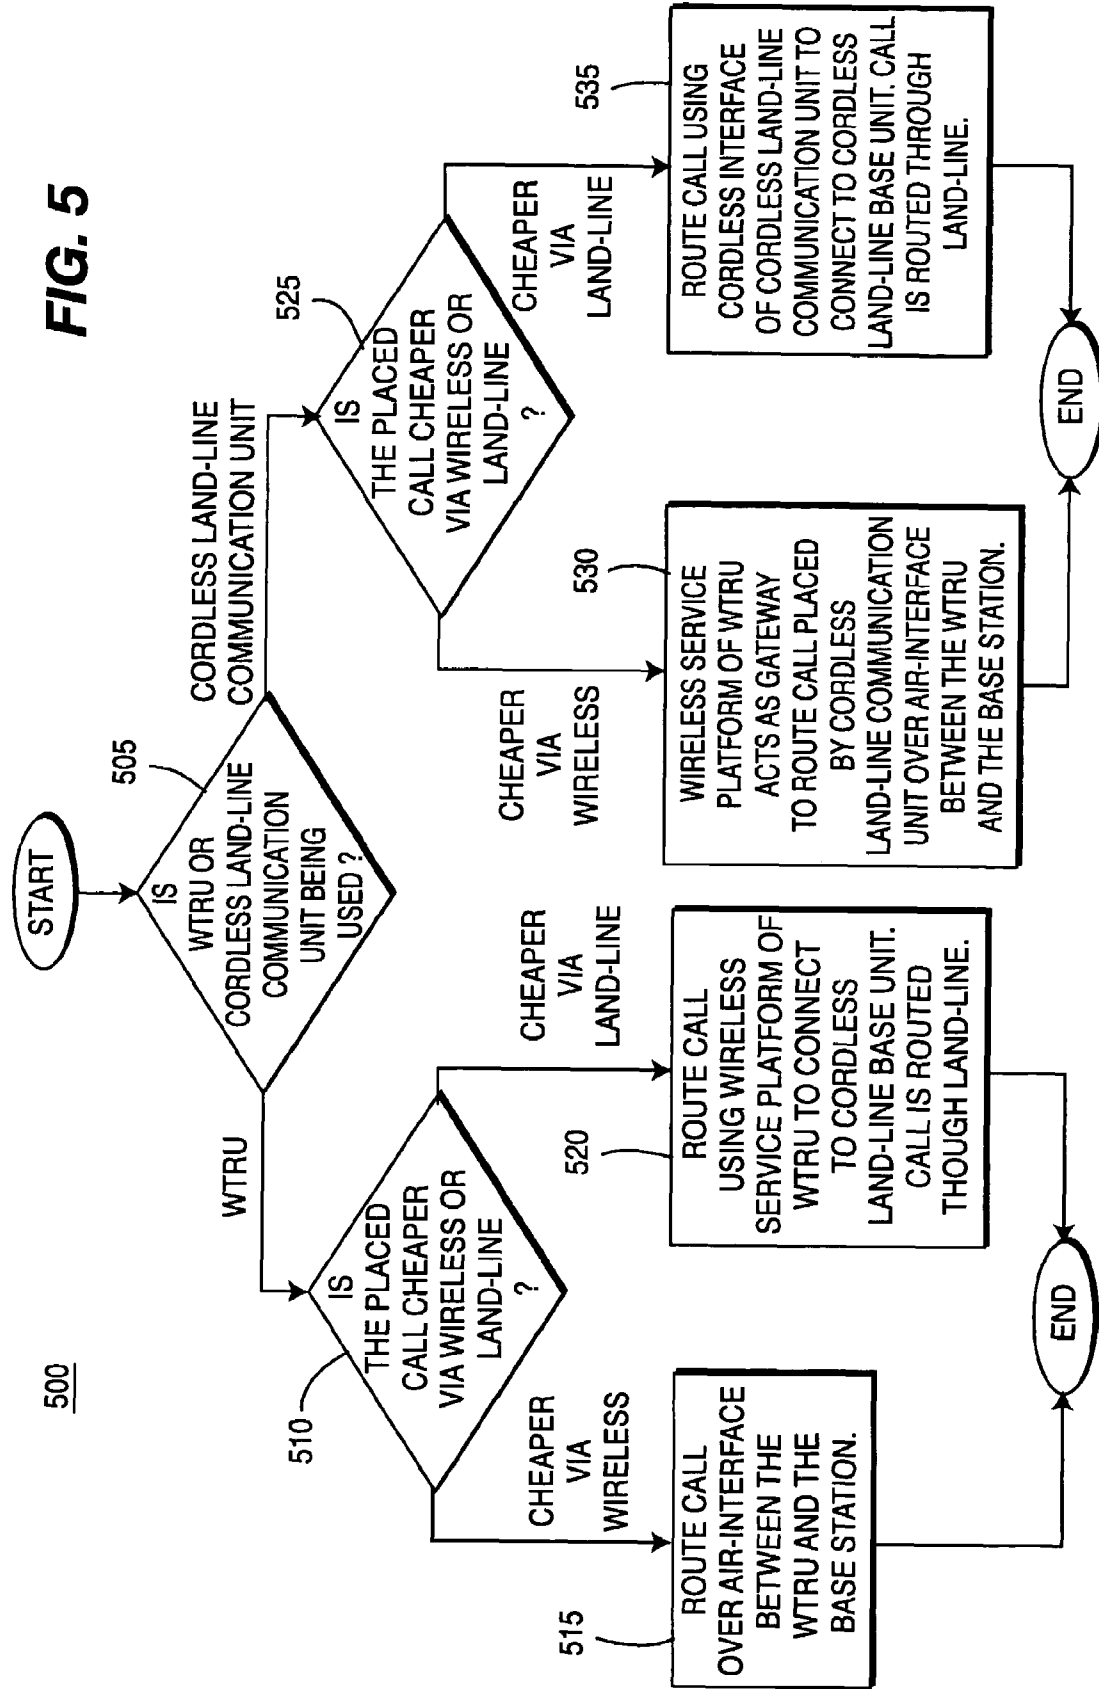 FIG. 5
500
START
505
IS
WTRU OR
CORDLESS LAND-LINE
COMMUNICATION
UNIT BEING
USED ?
WTRU
CORDLESS LAND-LINE
COMMUNICATION UNIT
510
IS
THE PLACED
CALL CHEAPER
VIA WIRELESS OR
LAND-LINE
?
525
IS
THE PLACED
CALL CHEAPER
VIA WIRELESS OR
LAND-LINE
?
CHEAPER
VIA
WIRELESS
CHEAPER
VIA
LAND-LINE
CHEAPER
VIA
WIRELESS
CHEAPER
VIA
LAND-LINE
515
ROUTE CALL
OVER AIR-INTERFACE
BETWEEN THE
WTRU AND THE
BASE STATION.
520
ROUTE CALL
USING WIRELESS
SERVICE PLATFORM OF
WTRU TO CONNECT
TO CORDLESS
LAND-LINE BASE UNIT.
CALL IS ROUTED
THOUGH LAND-LINE.
530
WIRELESS SERVICE
PLATFORM OF WTRU
ACTS AS GATEWAY
TO ROUTE CALL PLACED
BY CORDLESS
LAND-LINE COMMUNICATION
UNIT OVER AIR-INTERFACE
BETWEEN THE WTRU
AND THE BASE STATION.
535
ROUTE CALL USING
CORDLESS INTERFACE
OF CORDLESS LAND-LINE
COMMUNICATION UNIT TO
CONNECT TO CORDLESS
LAND-LINE BASE UNIT. CALL
IS ROUTED THROUGH
LAND-LINE.
END
END